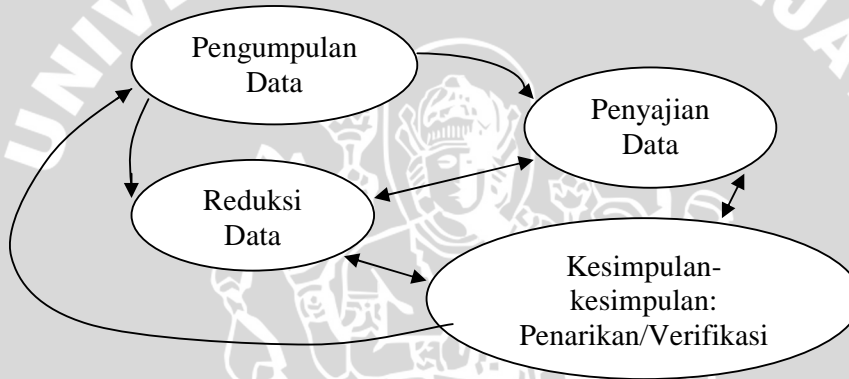 Pengumpulan
Data
Penyajian
Data
Reduksi
Data
Kesimpulan-
kesimpulan:
Penarikan/Verifikasi